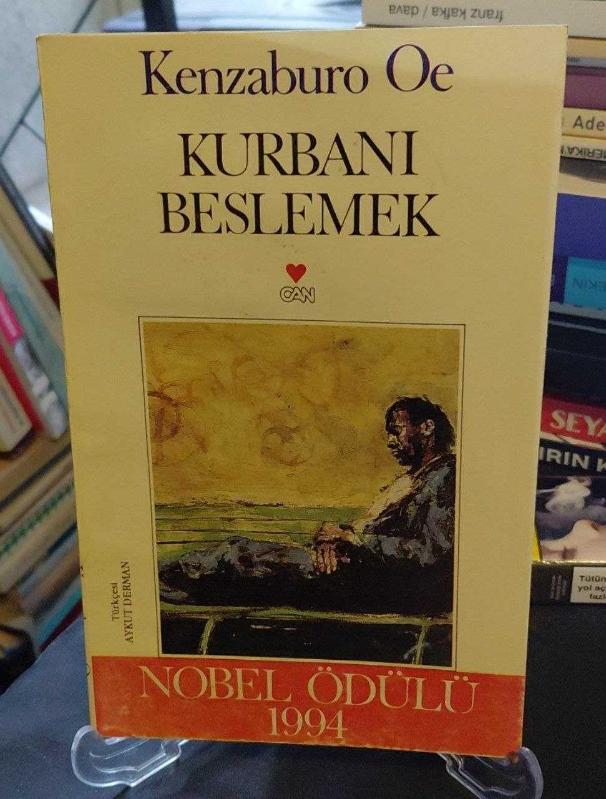 franz kafka / dava
Kenzaburo Oe
KURBANI
BESLEMEK
CAN
Türkçesi
AYKUT DERMAN
NOBEL ÖDÜLÜ
1994